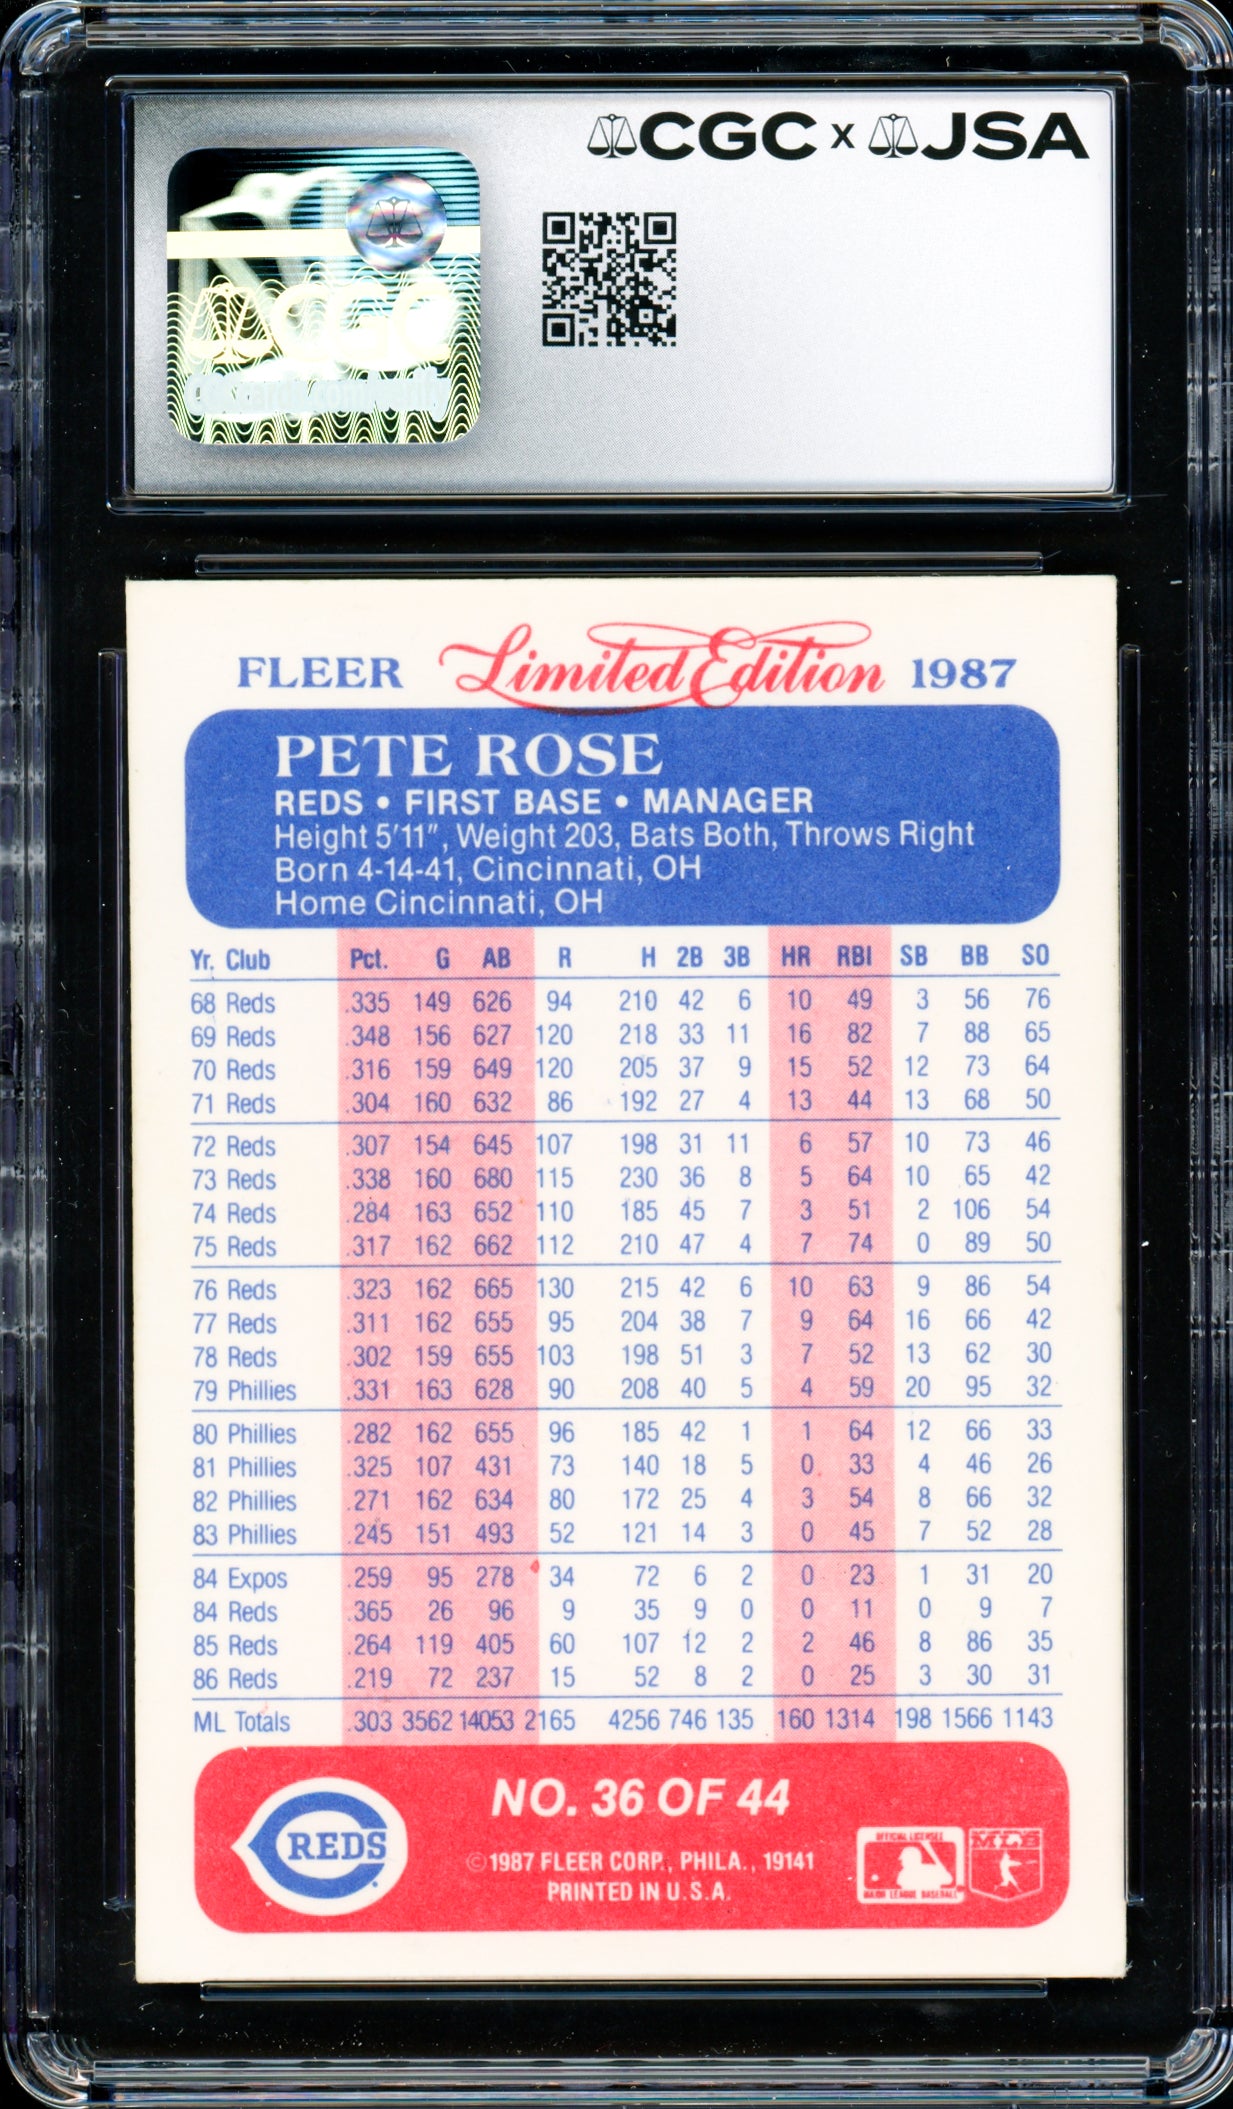 CGC x JSA
CGC
FLEER Limited Edition 1987
PETE ROSE
REDS • FIRST BASE • MANAGER
Height 5'11", Weight 203, Bats Both, Throws Right
Born 4-14-41, Cincinnati, OH
Home Cincinnati, OH
Yr. Club Pct. G AB R H 2B 3B HR RBI SB BB SO
68 Reds .335 149 626 94 210 42 6 10 49 3 56 76
69 Reds .348 156 627 120 218 33 11 16 82 7 88 65
70 Reds .316 159 649 120 205 37 9 15 52 12 73 64
71 Reds .304 160 632 86 192 27 4 13 44 13 68 50
72 Reds .307 154 645 107 198 31 11 6 57 10 73 46
73 Reds .338 160 680 115 230 36 8 5 64 10 65 42
74 Reds .284 163 652 110 185 45 7 3 51 2 106 54
75 Reds .317 162 662 112 210 47 4 7 74 0 89 50
76 Reds .323 162 665 130 215 42 6 10 63 9 86 54
77 Reds .311 162 655 95 204 38 7 9 64 16 66 42
78 Reds .302 159 655 103 198 51 3 7 52 13 62 30
79 Phillies .331 163 628 90 208 40 5 4 59 20 95 32
80 Phillies .282 162 655 96 185 42 1 1 64 12 66 33
81 Phillies .325 107 431 73 140 18 5 0 33 4 46 26
82 Phillies .271 162 634 80 172 25 4 3 54 8 66 32
83 Phillies .245 151 493 52 121 14 3 0 45 7 52 28
84 Expos .259 95 278 34 72 6 2 0 23 1 31 20
84 Reds .365 26 96 9 35 9 0 0 11 0 9 7
85 Reds .264 119 405 60 107 12 2 2 46 8 86 35
86 Reds .219 72 237 15 52 8 2 0 25 3 30 31
ML Totals .303 3562 14053 2165 4256 746 135 160 1314 198 1566 1143
NO. 36 OF 44
REDS
©1987 FLEER CORP., PHILA., 19141
PRINTED IN U.S.A.
OFFICIAL LICENSEE
MAJOR LEAGUE BASEBALL
MLB